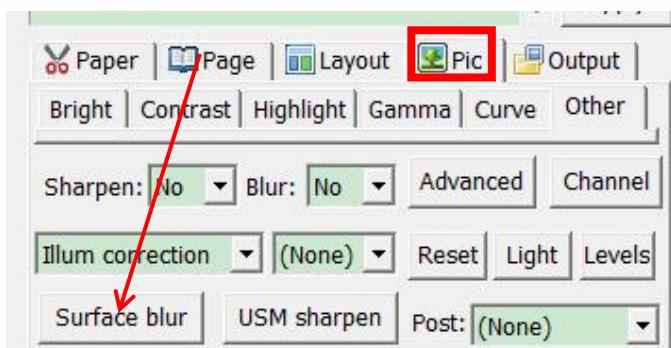 Paper Page Layout Pic Output
Bright Contrast Highlight Gamma Curve Other
Sharpen: No Blur: No Advanced Channel
Illum correction (None) Reset Light Levels
Surface blur USM sharpen Post: (None)